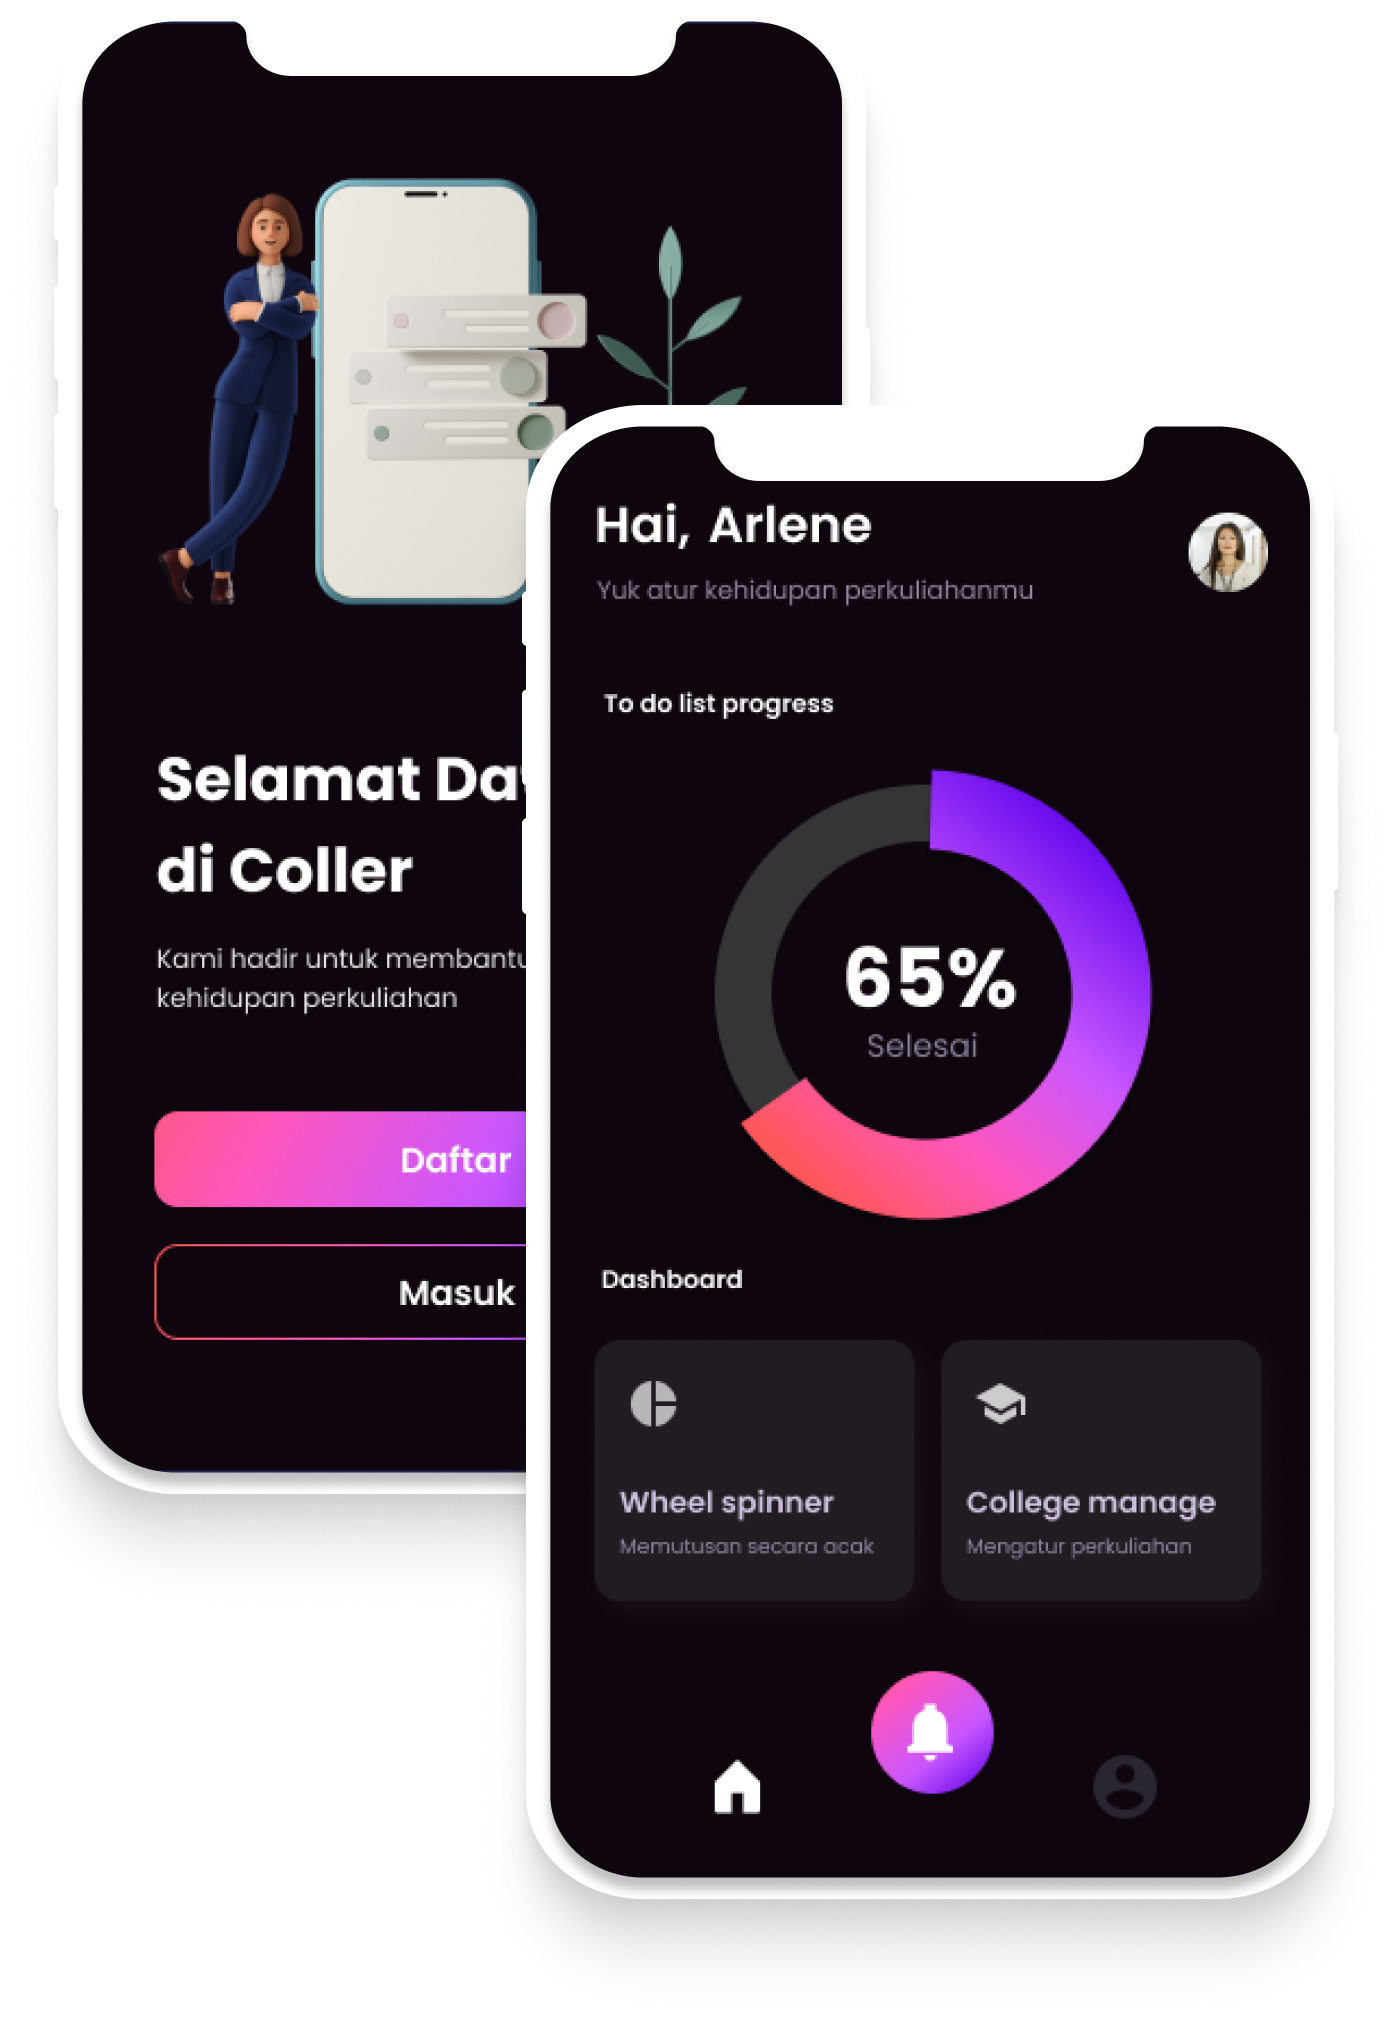 Selamat
di Coller
Kami hadir untuk membantu
kehidupan perkuliahan
Daftar
Masuk
Hai, Arlene
Yuk atur kehidupan perkuliahanmu
To do list progress
65%
Selesai
Dashboard
Wheel spinner
Memutusan secara acak
College manage
Mengatur perkuliahan